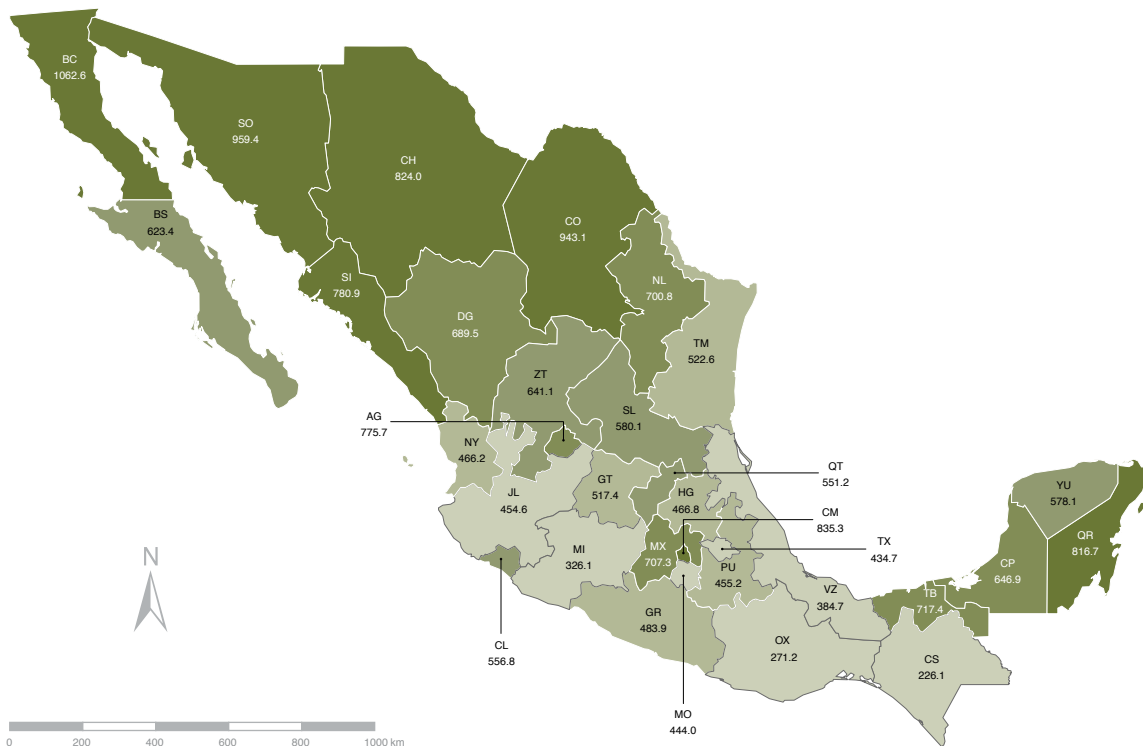 BC
1062.6
SO
959.4
CH
824.0
BS
623.4
CO
943.1
SI
780.9
NL
700.8
DG
689.5
TM
522.6
ZT
641.1
AG
775.7
SL
580.1
NY
466.2
QT
551.2
GT
517.4
JL
454.6
HG
466.8
YU
578.1
CM
835.3
QR
816.7
TX
434.7
MX
707.3
MI
326.1
PU
455.2
CP
646.9
VZ
384.7
TB
717.4
GR
483.9
OX
271.2
CS
226.1
CL
556.8
MO
444.0
N
0 200 400 600 800 1000 km